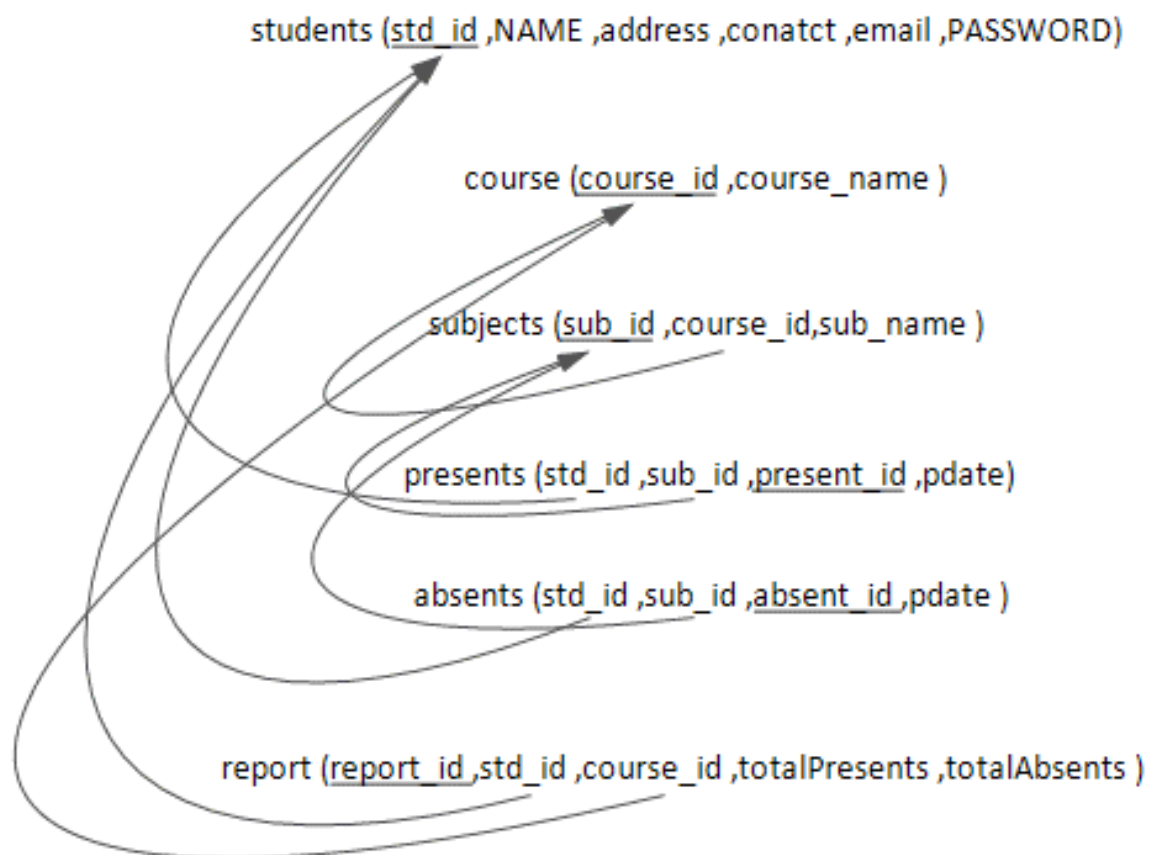 students (std_id ,NAME ,address ,conatct ,email ,PASSWORD)
course (course_id ,course_name )
subjects (sub_id ,course_id,sub_name )
presents (std_id ,sub_id ,present_id ,pdate)
absents (std_id ,sub_id ,absent_id ,pdate )
report (report_id ,std_id ,course_id ,totalPresents ,totalAbsents )